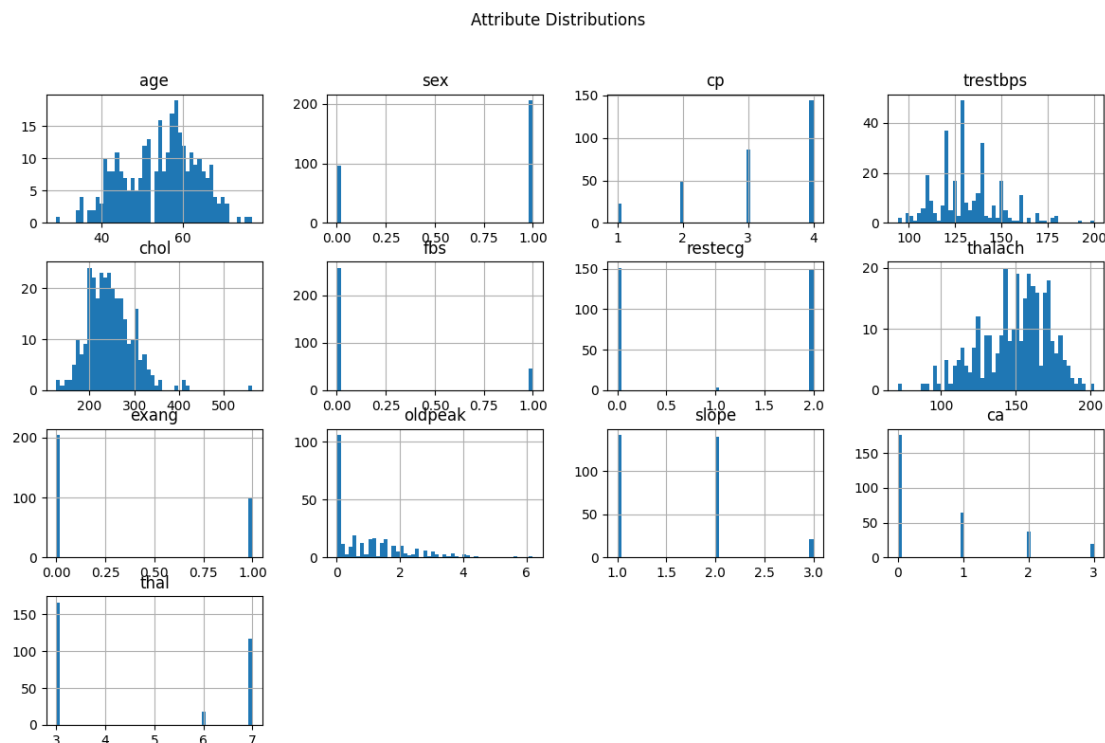 Attribute Distributions
age
sex
cp
trestbps
15
10
5
0
40 60
200
100
0
0.00 0.25 0.50 0.75 1.00
150
100
50
0
1 2 3 4
40
20
0
100 125 150 175 200
chol
fbs
restecg
thalach
20
10
0
200 300 400 500
200
100
0
0.00 0.25 0.50 0.75 1.00
150
100
50
0
0.0 0.5 1.0 1.5 2.0
20
10
0
100 150 200
exang
oldpeak
slope
ca
200
100
0
0.00 0.25 0.50 0.75 1.00
100
50
0
0 2 4 6
100
50
0
1.0 1.5 2.0 2.5 3.0
150
100
50
0
0 1 2 3
thal
150
100
50
0
3 4 5 6 7